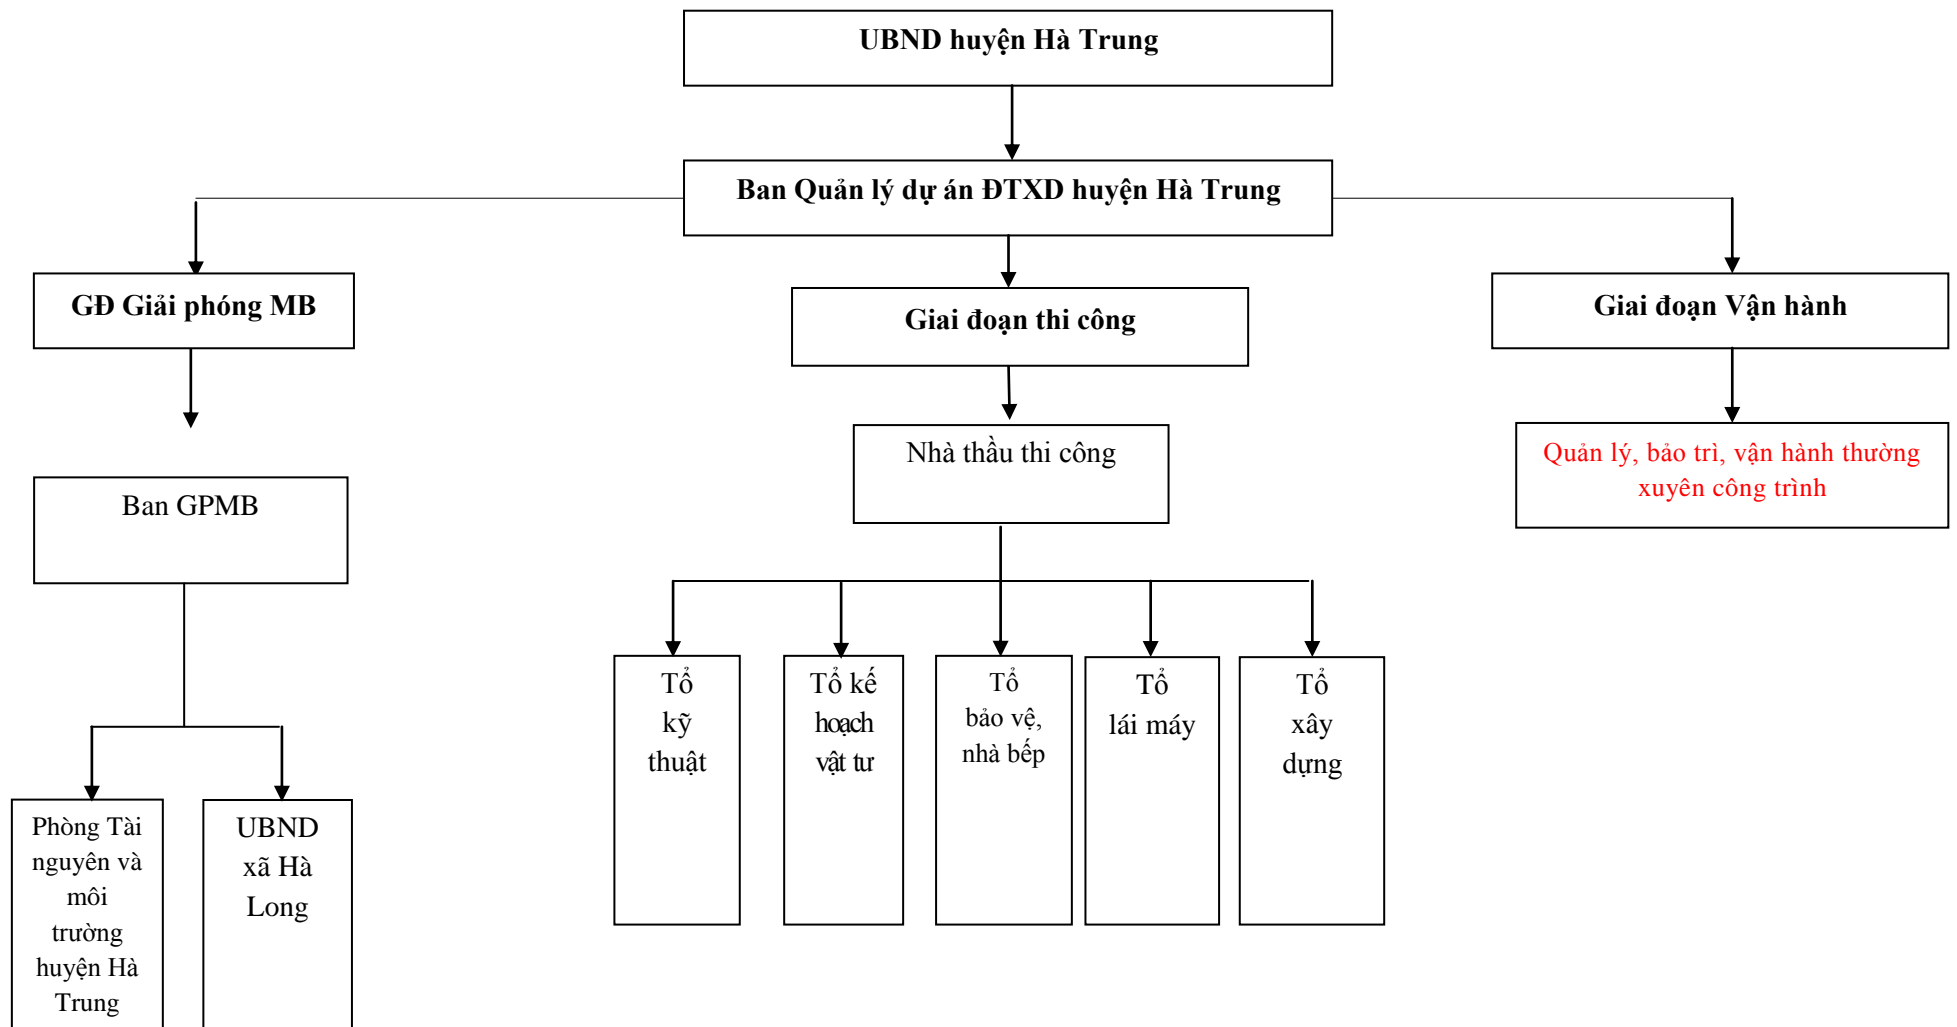 UBND huyện Hà Trung
Ban Quản lý dự án ĐTXD huyện Hà Trung
GĐ Giải phóng MB
Giai đoạn thi công
Giai đoạn Vận hành
Ban GPMB
Nhà thầu thi công
Quản lý, bảo trì, vận hành thường
xuyên công trình
Tổ
kỹ
thuật
Tổ kế
hoạch
vật tư
Tổ
bảo vệ,
nhà bếp
Tổ
lái máy
Tổ
xây
dựng
Phòng Tài
nguyên và
môi
trường
huyện Hà
Trung
UBND
xã Hà
Long